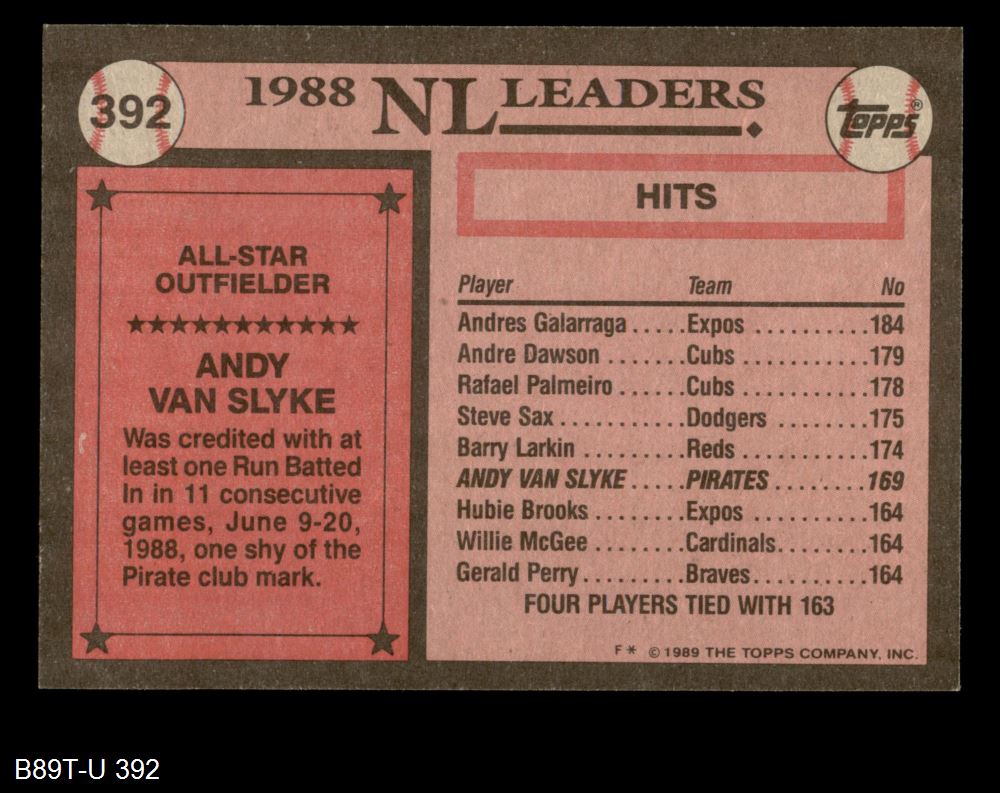 392
1988 NL LEADERS
Topps®
ALL-STAR
OUTFIELDER
ANDY
VAN SLYKE
Was credited with at
least one Run Batted
In in 11 consecutive
games, June 9-20,
1988, one shy of the
Pirate club mark.
HITS
Player Team No
Andres Galarraga.....Expos..........184
Andre Dawson.......Cubs...........179
Rafael Palmeiro......Cubs...........178
Steve Sax...........Dodgers........175
Barry Larkin.........Reds...........174
ANDY VAN SLYKE.....PIRATES........169
Hubie Brooks........Expos..........164
Willie McGee........Cardinals........164
Gerald Perry.........Braves..........164
FOUR PLAYERS TIED WITH 163
F* © 1989 THE TOPPS COMPANY, INC.
B89T-U 392